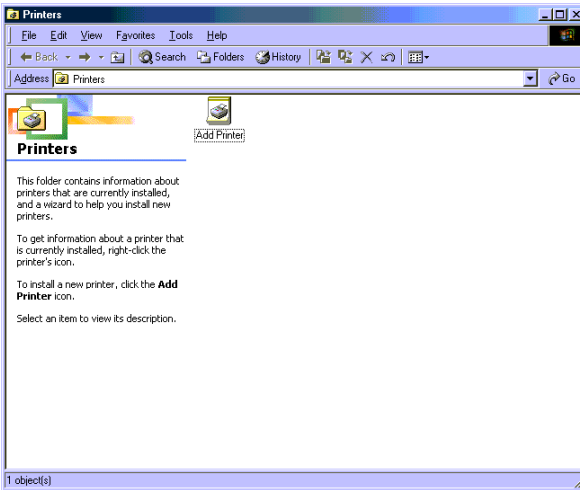 Printers
File Edit View Favorites Tools Help
Back Search Folders History
Address Printers Go
Add Printer
Printers
This folder contains information about
printers that are currently installed,
and a wizard to help you install new
printers.
To get information about a printer that
is currently installed, right-click the
printer's icon.
To install a new printer, click the Add
Printer icon.
Select an item to view its description.
1 object(s)